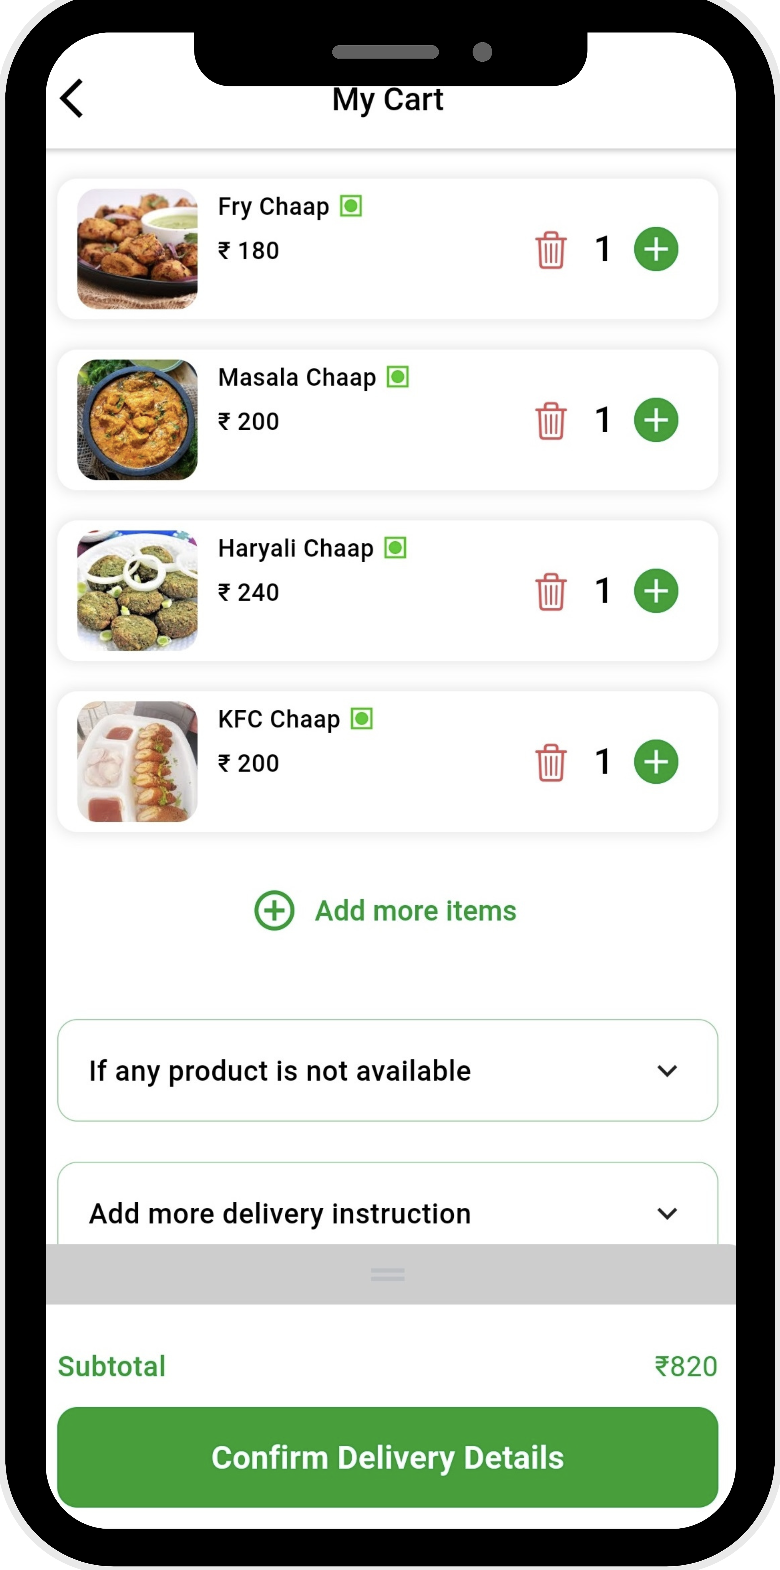 My Cart
Fry Chaap
₹ 180
1
Masala Chaap
₹ 200
1
Haryali Chaap
₹ 240
1
KFC Chaap
₹ 200
1
Add more items
If any product is not available
Add more delivery instruction
Subtotal ₹820
Confirm Delivery Details